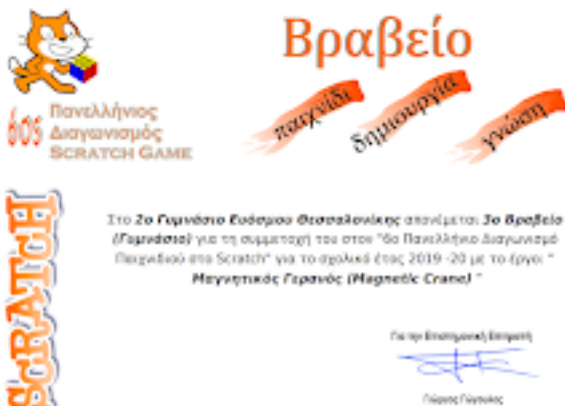 Βραβείο
6ος Πανελλήνιος
Διαγωνισμός
SCRATCH GAME
παιχνίδι
δημιουργία
γνώση
SCRATCH
Στο 2ο Γυμνάσιο Ευόσμου Θεσσαλονίκης απονέμεται 3ο Βραβείο
(Γυμνάσιο) για τη συμμετοχή του στον "6ο Πανελλήνιο Διαγωνισμό
Παιχνιδιού στο Scratch" για το σχολικό έτος 2019 -20 με το έργο: "
Μαγνητικός Γερανός (Magnetic Crane) "
Για την Επιστημονική Επιτροπή
Γιώργος